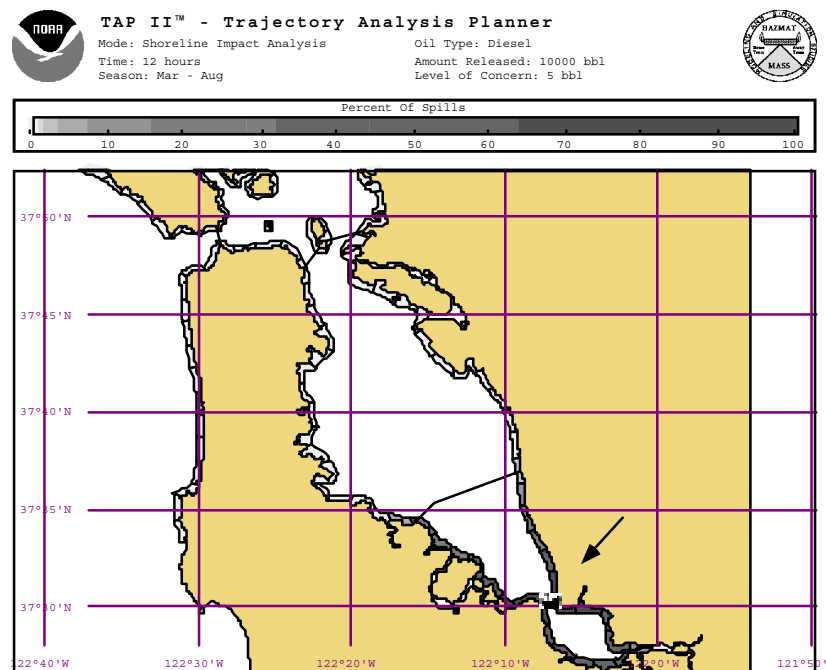 TAP II™ - Trajectory Analysis Planner
Mode: Shoreline Impact Analysis
Oil Type: Diesel
Time: 12 hours
Amount Released: 10000 bbl
Season: Mar - Aug
Level of Concern: 5 bbl
NOAA
HAZMAT
MASS
Percent Of Spills
0 10 20 30 40 50 60 70 80 90 100
37°50'N
37°45'N
37°40'N
37°35'N
37°30'N
122°40'W 122°30'W 122°20'W 122°10'W 122°0'W 121°50'